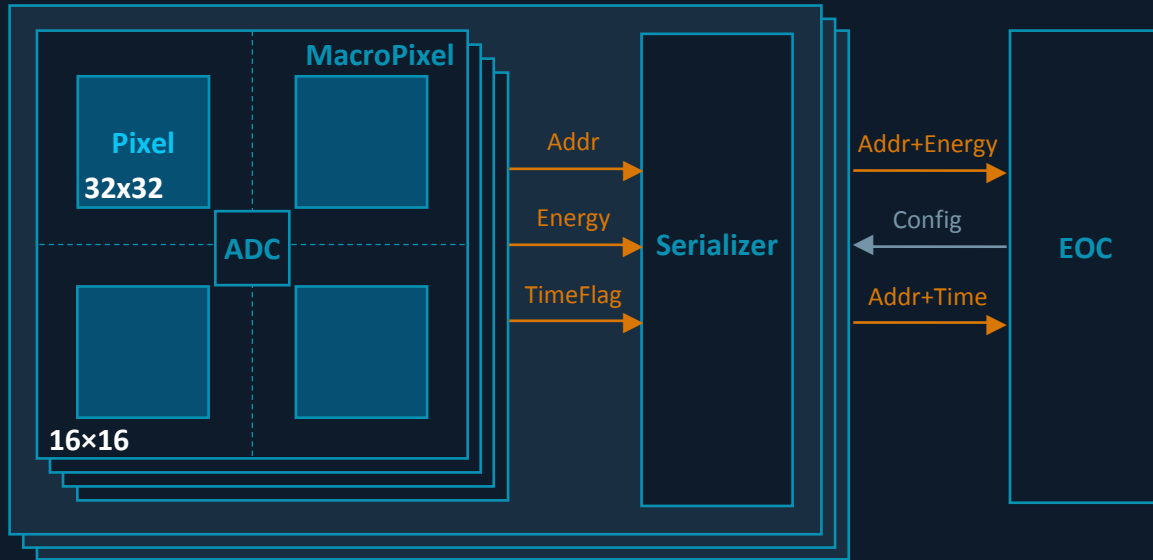 MacroPixel
Pixel
32x32
ADC
16×16
Addr
Energy
TimeFlag
Serializer
Addr+Energy
Config
Addr+Time
EOC